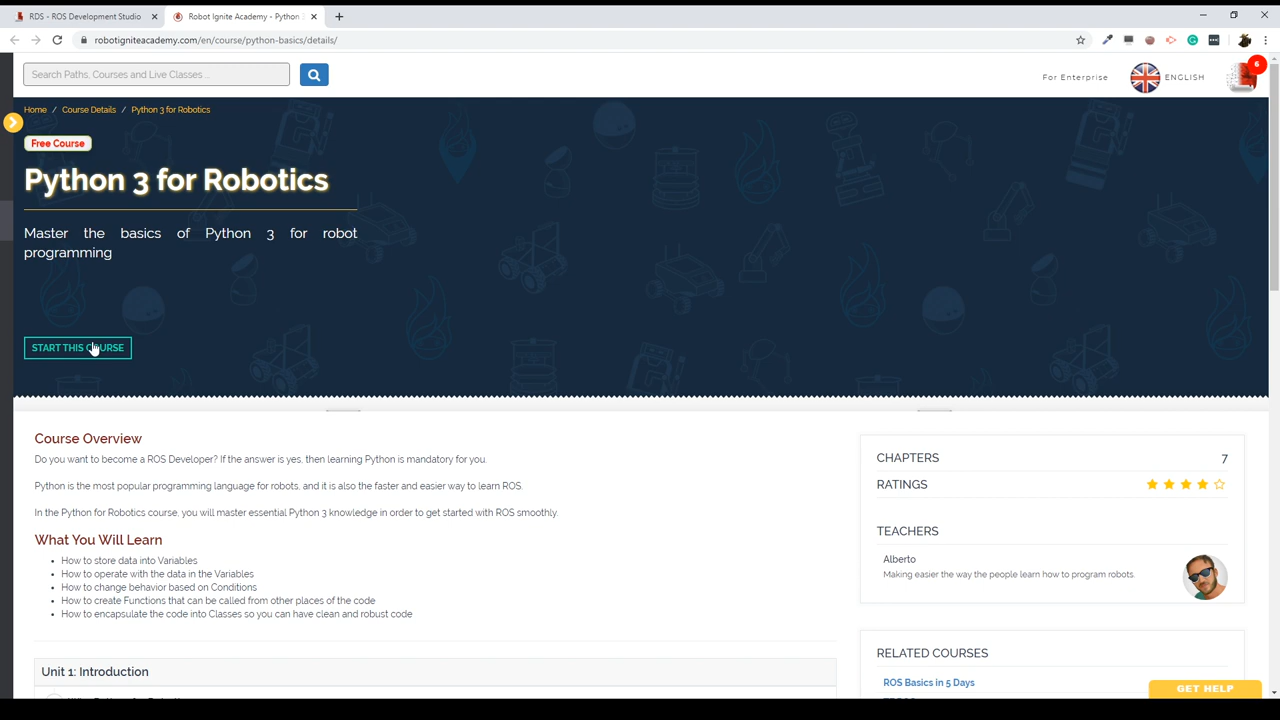 RDS - ROS Development Studio
Robot Ignite Academy - Python
robotigniteacademy.com/en/course/python-basics/details/
Search Paths, Courses and Live Classes ...
For Enterprise
ENGLISH
6
Home / Course Details / Python 3 for Robotics
Free Course
Python 3 for Robotics
Master the basics of Python 3 for robot
programming
START THIS COURSE
Course Overview
Do you want to become a ROS Developer? If the answer is yes, then learning Python is mandatory for you.
Python is the most popular programming language for robots, and it is also the faster and easier way to learn ROS.
In the Python for Robotics course, you will master essential Python 3 knowledge in order to get started with ROS smoothly.
What You Will Learn
How to store data into Variables
How to operate with the data in the Variables
How to change behavior based on Conditions
How to create Functions that can be called from other places of the code
How to encapsulate the code into Classes so you can have clean and robust code
Unit 1: Introduction
CHAPTERS 7
RATINGS
TEACHERS
Alberto
Making easier the way the people learn how to program robots.
RELATED COURSES
ROS Basics in 5 Days
GET HELP